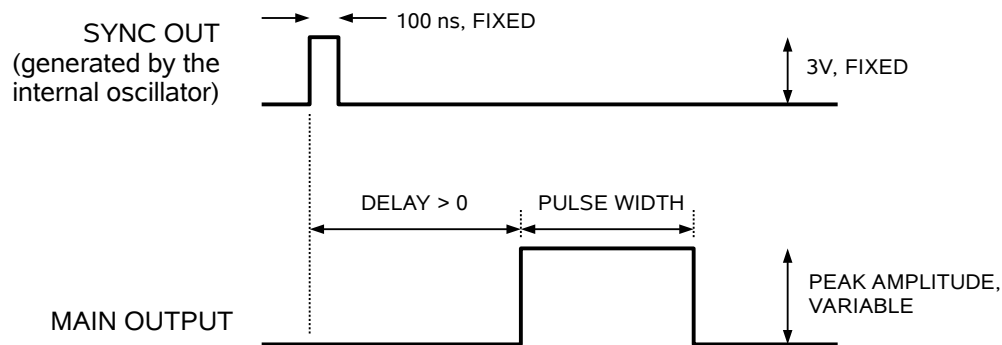 100 ns, FIXED
SYNC OUT
(generated by the
internal oscillator)
3V, FIXED
DELAY > 0
PULSE WIDTH
PEAK AMPLITUDE,
VARIABLE
MAIN OUTPUT